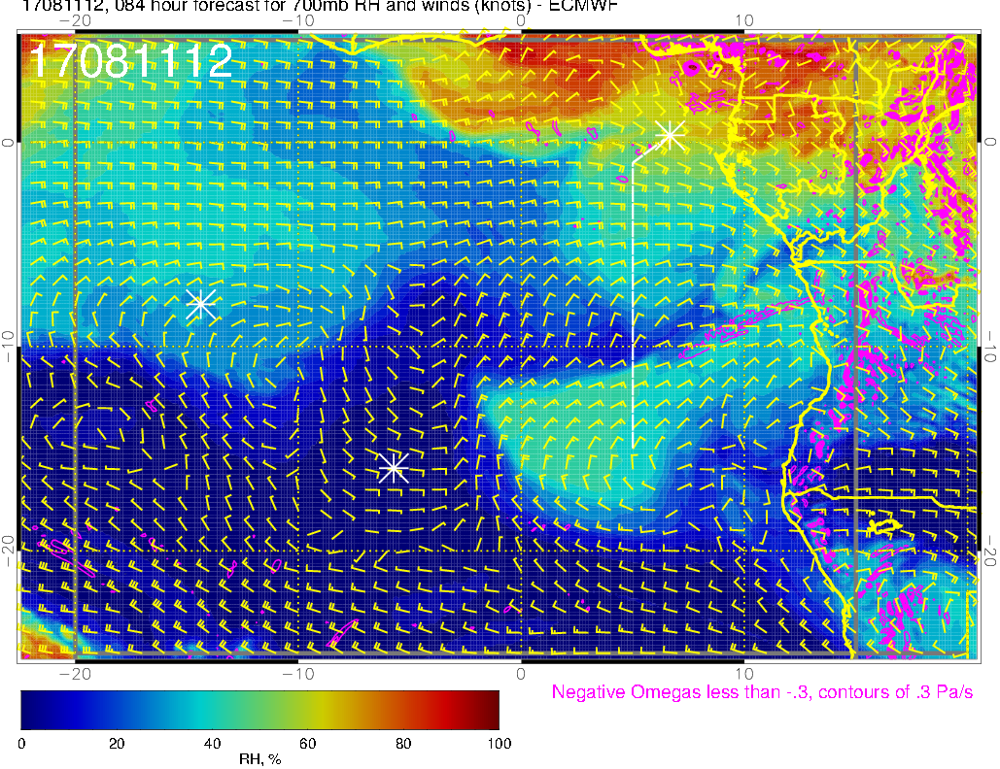 17081112, 084 hour forecast for 700mb RH and winds (knots) - ECMWF
−20 −10 0 10
17081112
0 0
−10 −10
−20 −20
−20 −10 0 10
Negative Omegas less than -.3, contours of .3 Pa/s
0 20 40 60 80 100
RH, %